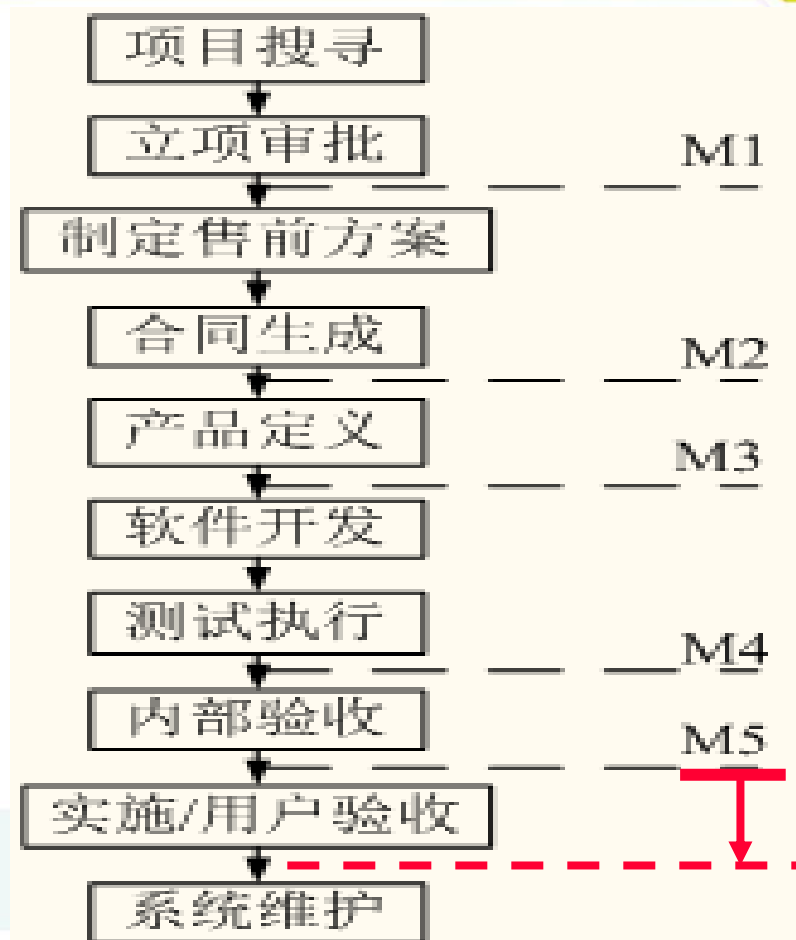 项目搜寻
立项审批
M1
制定售前方案
合同生成
M2
产品定义
M3
软件开发
测试执行
M4
内部验收
M5
实施/用户验收
系统维护